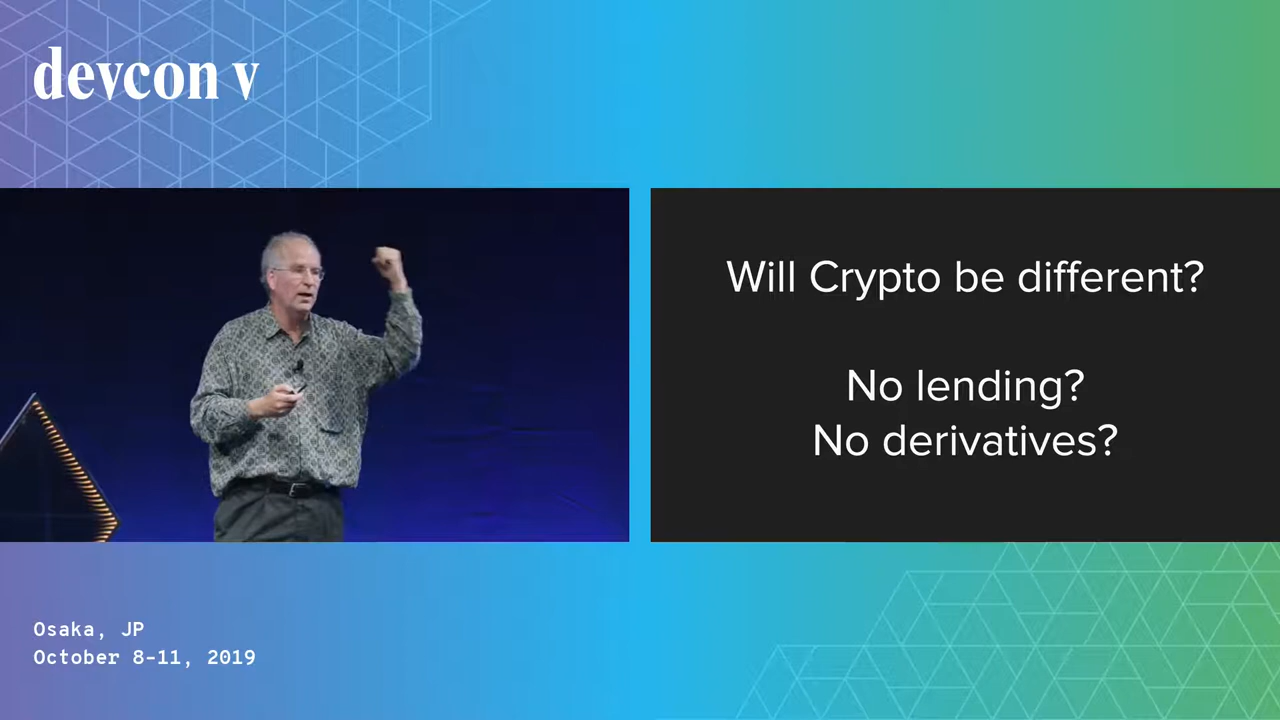 devcon v
Will Crypto be different?
No lending?
No derivatives?
Osaka, JP
October 8-11, 2019